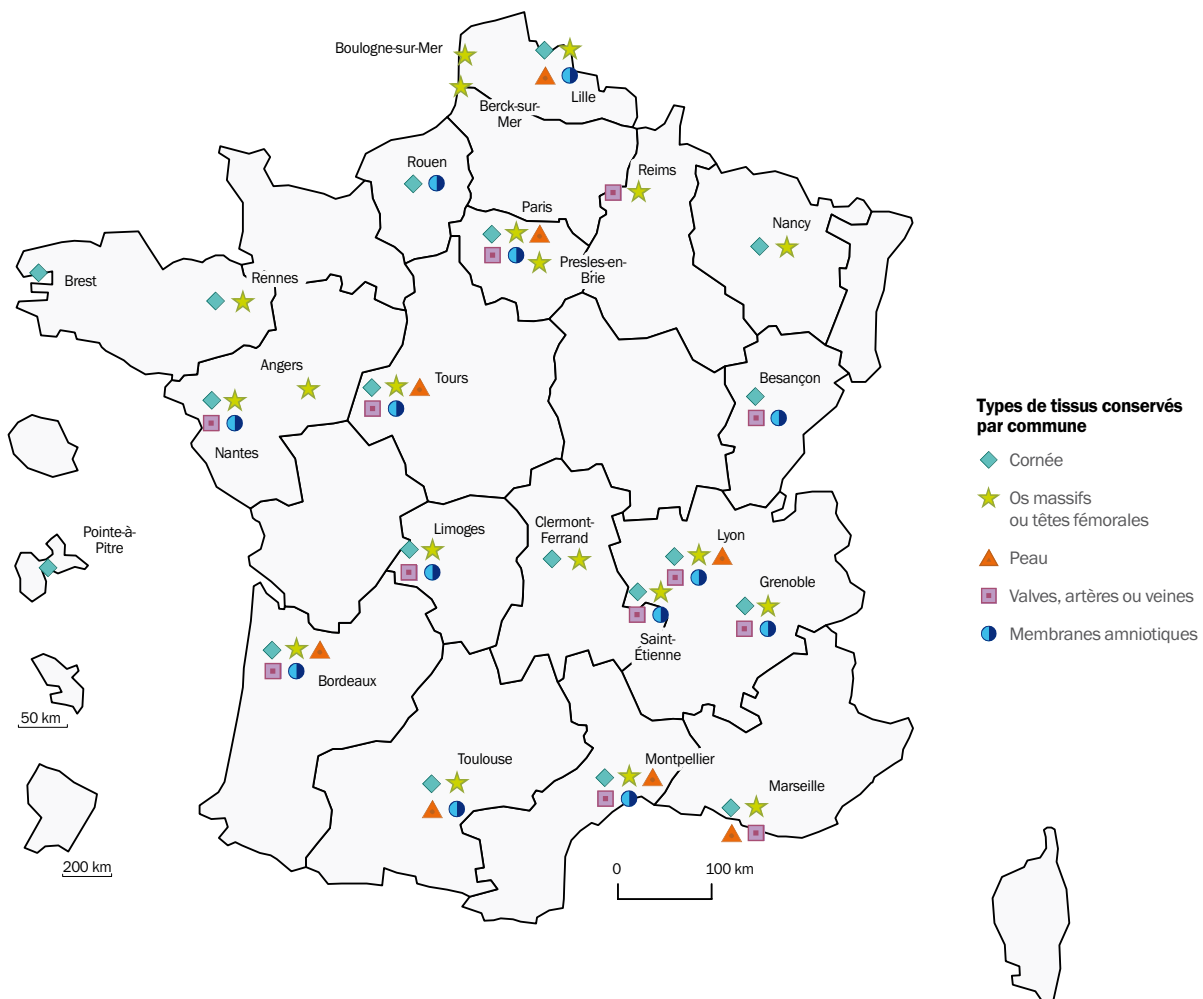 Boulogne-sur-Mer
Berck-sur-
Mer
Lille
Rouen
Reims
Paris
Presles-en-
Brie
Nancy
Brest
Rennes
Angers
Nantes
Tours
Besançon
Pointe-à-
Pitre
Limoges
Clermont-
Ferrand
Lyon
Grenoble
Saint-
Étienne
Bordeaux
Toulouse
Montpellier
Marseille
50 km
200 km
0
100 km
Types de tissus conservés
par commune
Cornée
Os massifs
ou têtes fémorales
Peau
Valves, artères ou veines
Membranes amniotiques